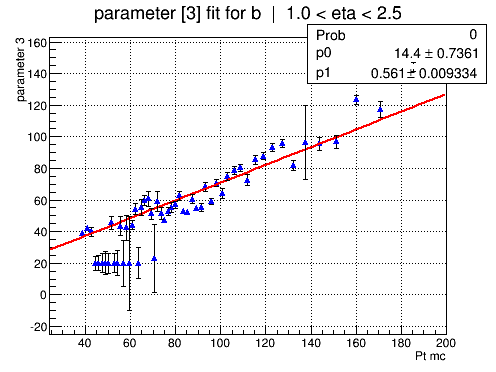 parameter [3] fit for b | 1.0 < eta < 2.5
Prob 0
p0 14.4 ± 0.7361
p1 0.561 ± 0.009334
parameter 3
160
140
120
100
80
60
40
20
0
-20
40 60 80 100 120 140 160 180 200
Pt mc